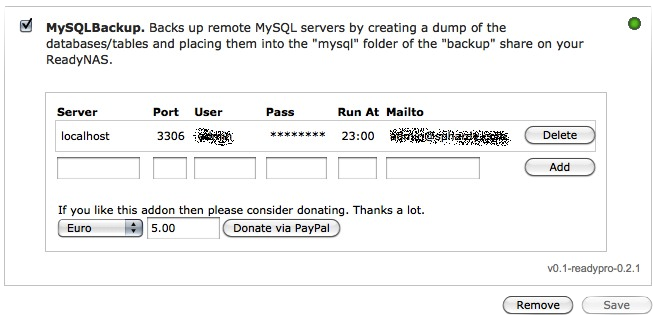 MySQLBackup. Backs up remote MySQL servers by creating a dump of the
databases/tables and placing them into the "mysql" folder of the "backup" share on your
ReadyNAS.
Server Port User Pass Run At Mailto
localhost 3306 ******** 23:00 Delete
Add
If you like this addon then please consider donating. Thanks a lot.
Euro 5.00 Donate via PayPal
v0.1-readypro-0.2.1
Remove Save